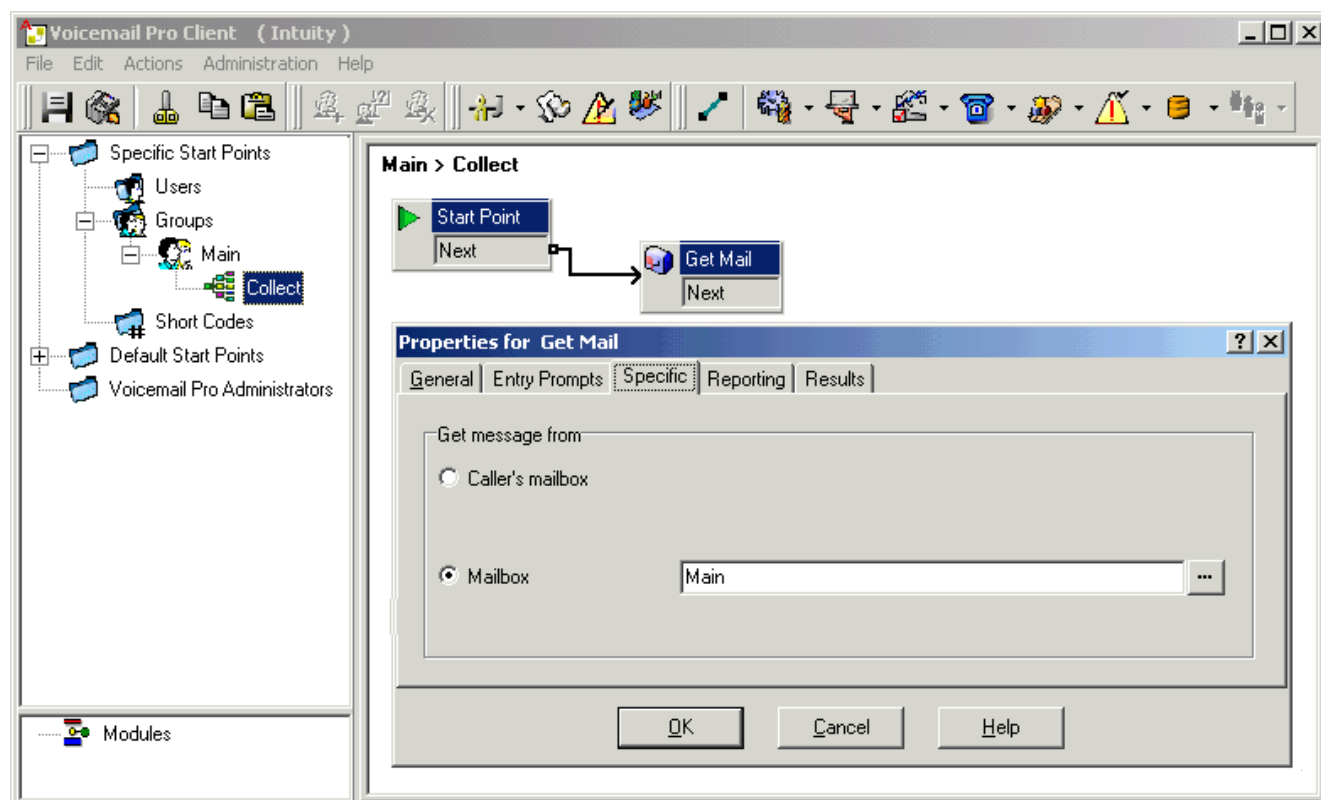 Voicemail Pro Client ( Intuity )
File Edit Actions Administration Help
Specific Start Points
Users
Groups
Main
Collect
Short Codes
Default Start Points
Voicemail Pro Administrators
Modules
Main > Collect
Start Point
Next
Get Mail
Next
Properties for Get Mail
General Entry Prompts Specific Reporting Results
Get message from
Caller's mailbox
Mailbox Main ...
OK Cancel Help